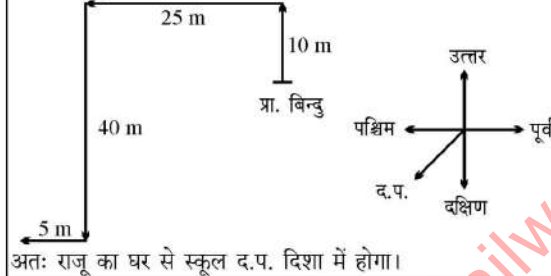 25 m
10 m
प्रा. बिन्दु
40 m
5 m
उत्तर
पश्चिम
पूर्व
द.प.
दक्षिण
अतः राजू का घर से स्कूल द.प. दिशा में होगा।